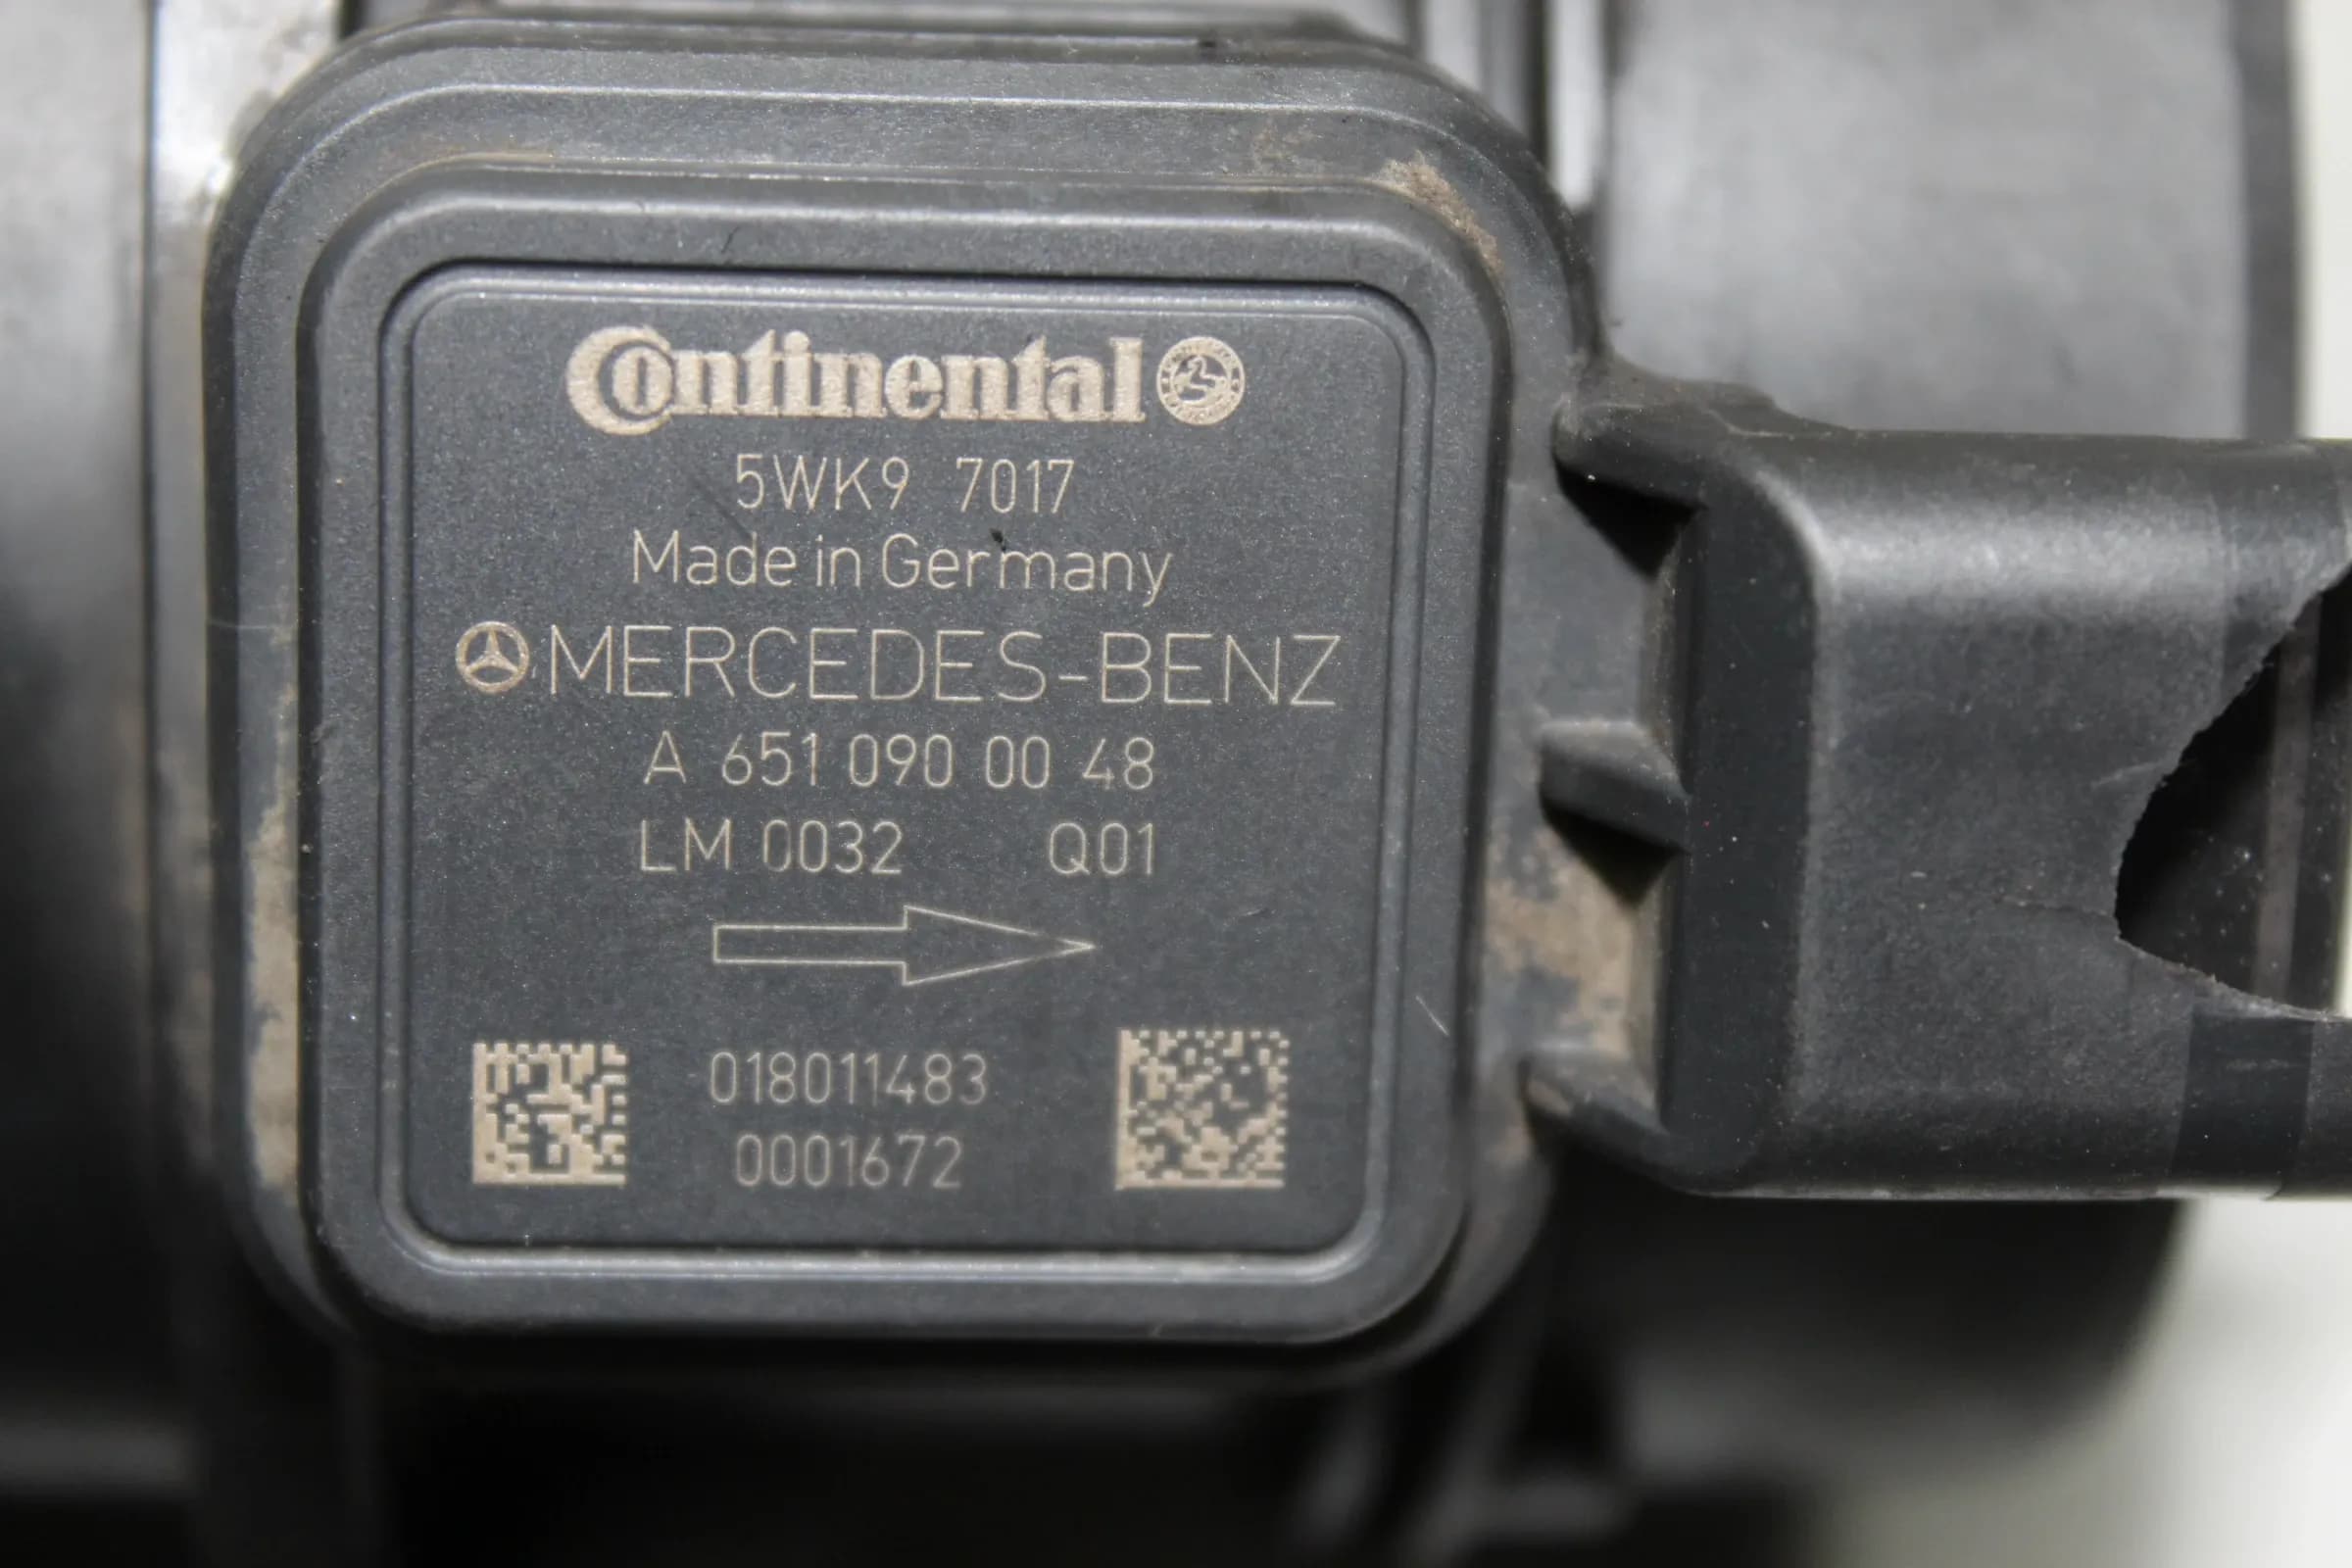 Continental
5WK9 7017
Made in Germany
MERCEDES-BENZ
A 651 090 00 48
LM 0032 Q01
018011483
0001672